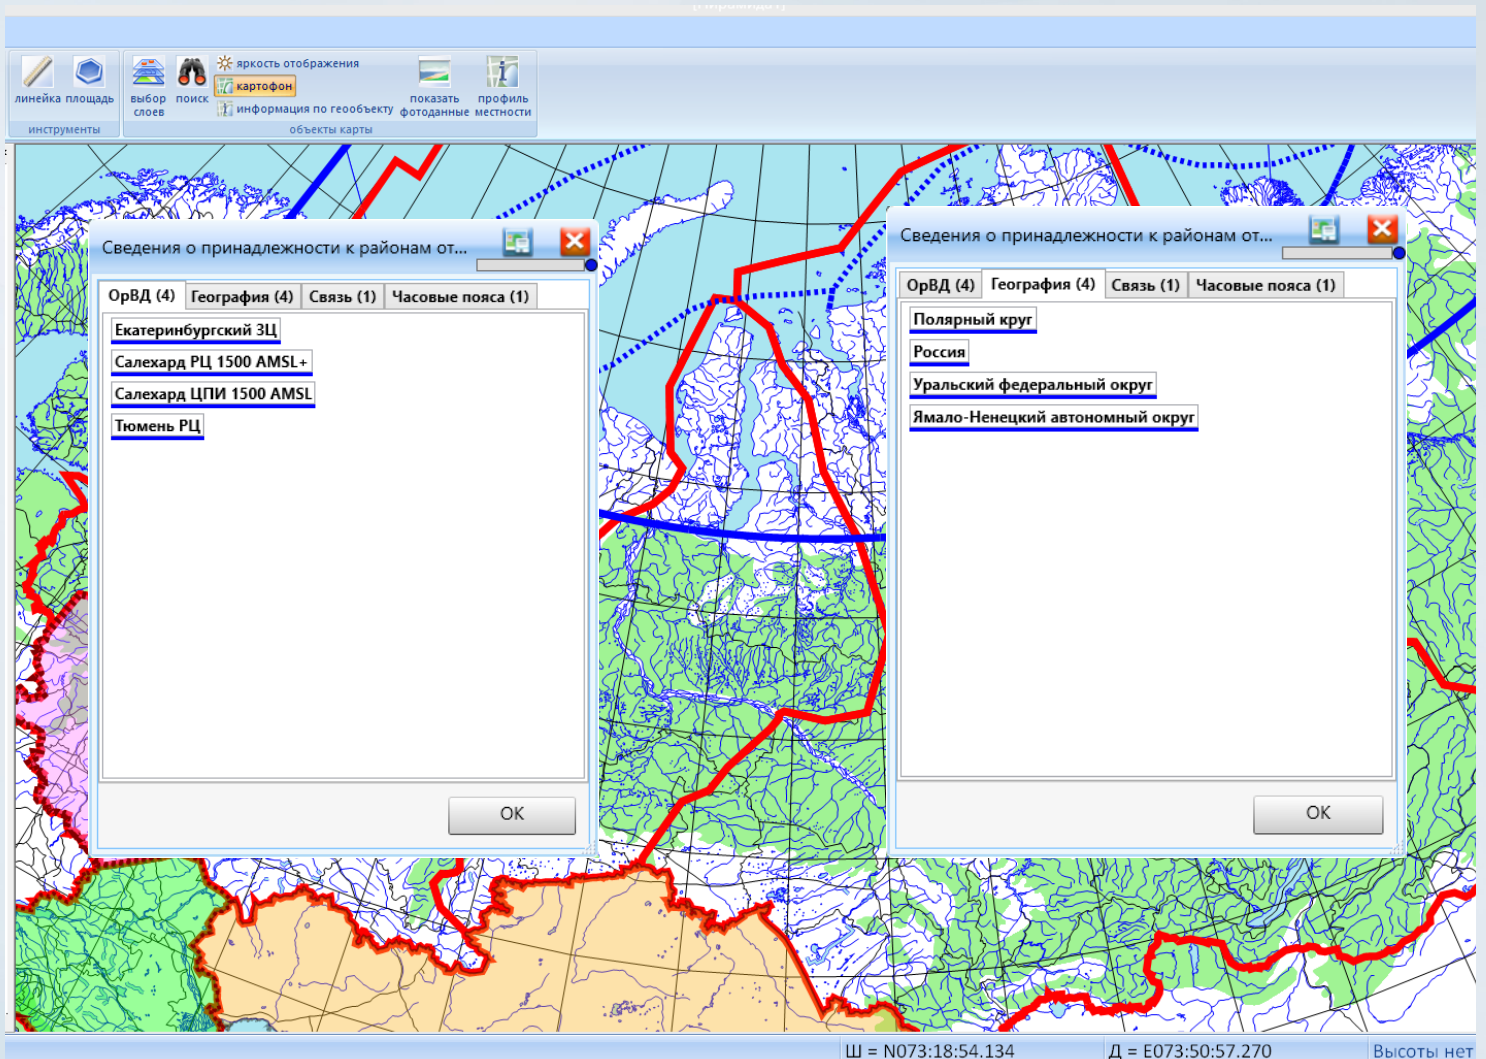 линейка
площадь
инструменты
выбор
слоев
поиск
яркость отображения
картофон
информация по геообъекту
показать
фотоданные
профиль
местности
объекты карты
Сведения о принадлежности к районам от...
ОрВД (4)
География (4)
Связь (1)
Часовые пояса (1)
Екатеринбургский ЗЦ
Салехард РЦ 1500 AMSL+
Салехард ЦПИ 1500 AMSL
Тюмень РЦ
ОК
Сведения о принадлежности к районам от...
ОрВД (4)
География (4)
Связь (1)
Часовые пояса (1)
Полярный круг
Россия
Уральский федеральный округ
Ямало-Ненецкий автономный округ
ОК
Ш = N073:18:54.134
Д = E073:50:57.270
Высоты нет